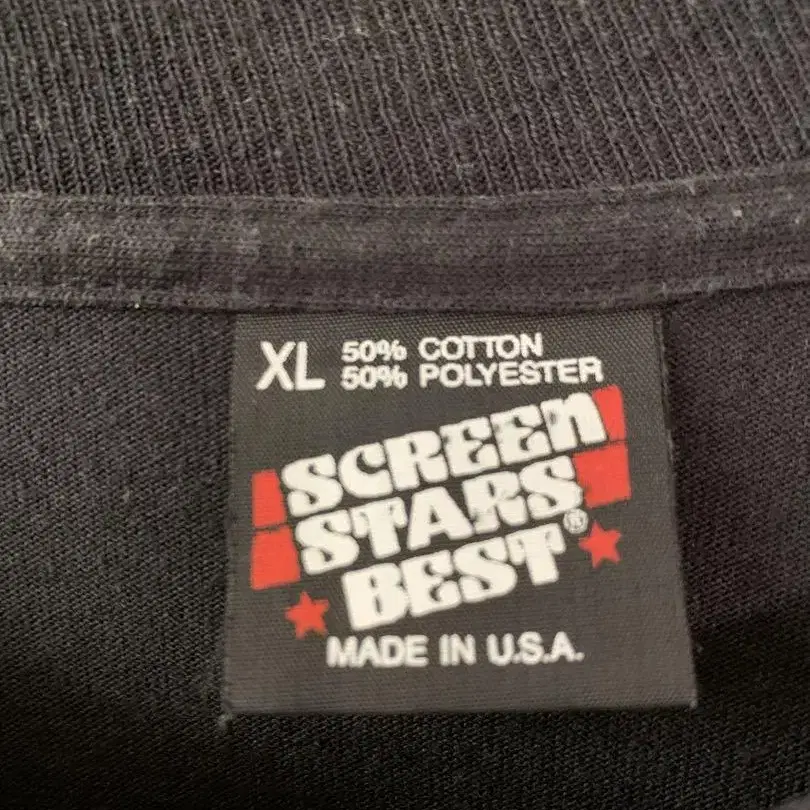 XL 50% COTTON
50% POLYESTER
SCREEN
STARS
BEST®
MADE IN U.S.A.